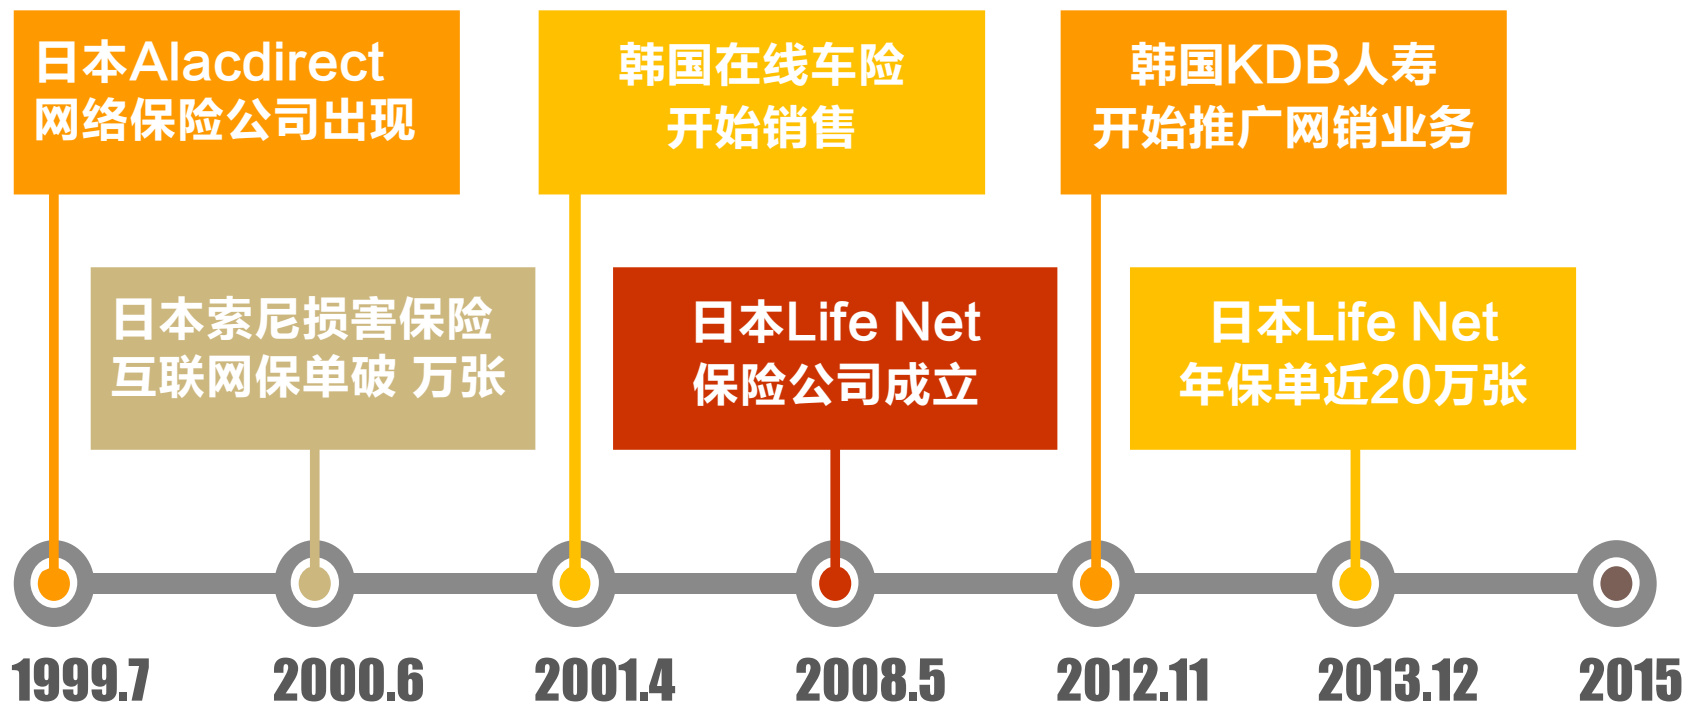 日本Alacdirect
网络保险公司出现
韩国在线车险
开始销售
韩国KDB人寿
开始推广网销业务
日本索尼损害保险
互联网保单破 万张
日本Life Net
保险公司成立
日本Life Net
年保单近20万张
1999.7
2000.6
2001.4
2008.5
2012.11
2013.12
2015